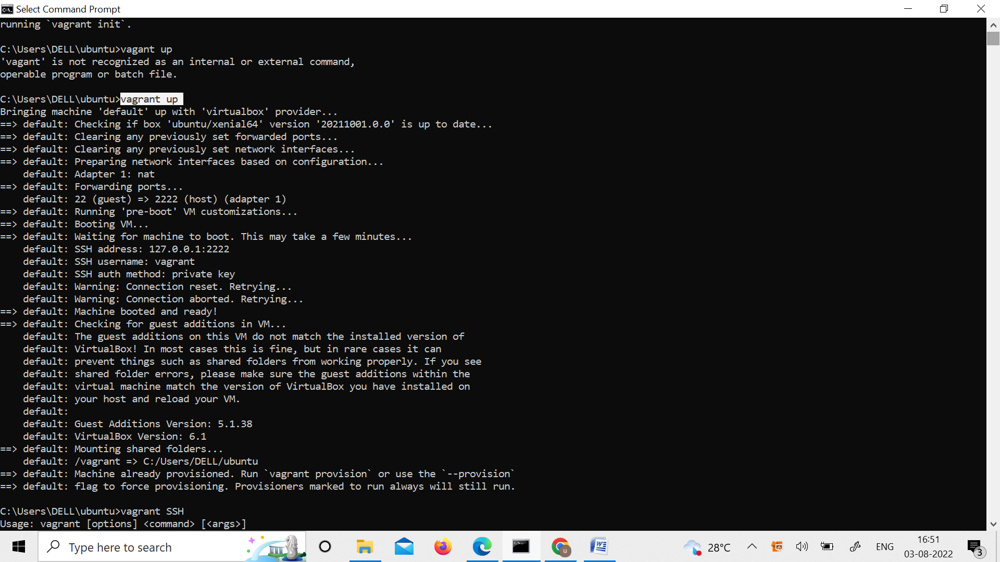 Select Command Prompt
running `vagrant init`.
C:\Users\DELL\ubuntu>vagant up
'vagant' is not recognized as an internal or external command,
operable program or batch file.
C:\Users\DELL\ubuntu>vagrant up
Bringing machine 'default' up with 'virtualbox' provider...
==> default: Checking if box 'ubuntu/xenial64' version '20211001.0.0' is up to date...
==> default: Clearing any previously set forwarded ports...
==> default: Clearing any previously set network interfaces...
==> default: Preparing network interfaces based on configuration...
    default: Adapter 1: nat
==> default: Forwarding ports...
    default: 22 (guest) => 2222 (host) (adapter 1)
==> default: Running 'pre-boot' VM customizations...
==> default: Booting VM...
==> default: Waiting for machine to boot. This may take a few minutes...
    default: SSH address: 127.0.0.1:2222
    default: SSH username: vagrant
    default: SSH auth method: private key
    default: Warning: Connection reset. Retrying...
    default: Warning: Connection aborted. Retrying...
==> default: Machine booted and ready!
==> default: Checking for guest additions in VM...
    default: The guest additions on this VM do not match the installed version of
    default: VirtualBox! In most cases this is fine, but in rare cases it can
    default: prevent things such as shared folders from working properly. If you see
    default: shared folder errors, please make sure the guest additions within the
    default: virtual machine match the version of VirtualBox you have installed on
    default: your host and reload your VM.
    default:
    default: Guest Additions Version: 5.1.38
    default: VirtualBox Version: 6.1
==> default: Mounting shared folders...
    default: /vagrant => C:/Users/DELL/ubuntu
==> default: Machine already provisioned. Run `vagrant provision` or use the `--provision`
==> default: flag to force provisioning. Provisioners marked to run always will still run.
C:\Users\DELL\ubuntu>vagrant SSH
Usage: vagrant [options] <command> [<args>]
Type here to search
28°C
ENG
16:51
03-08-2022
3